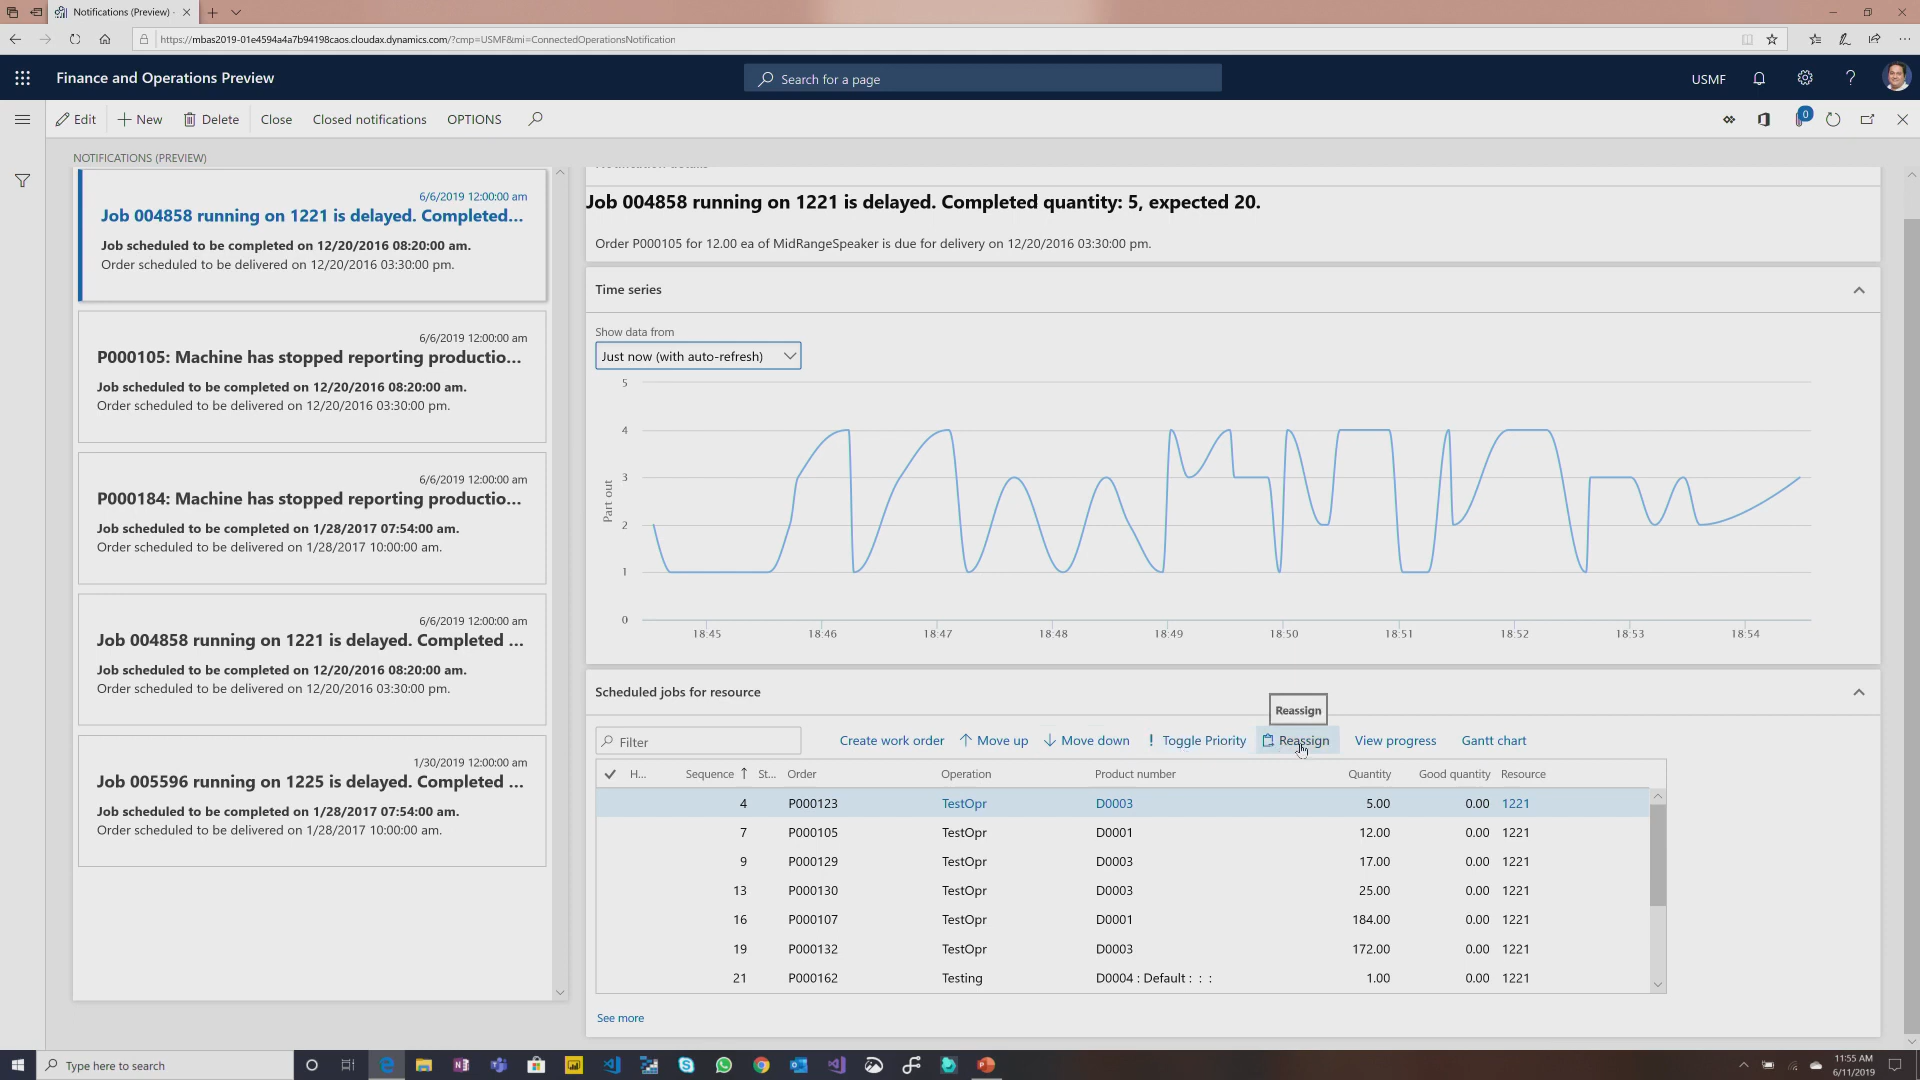 Notifications (Preview) -
https://mbas2019-01e4594a4a7b94198caos.cloudax.dynamics.com/?cmp=USMF&mi=ConnectedOperationsNotification
Finance and Operations Preview
Search for a page
USMF
Edit
New
Delete
Close
Closed notifications
OPTIONS
0
NOTIFICATIONS (PREVIEW)
6/6/2019 12:00:00 am
Job 004858 running on 1221 is delayed. Completed...
Job scheduled to be completed on 12/20/2016 08:20:00 am.
Order scheduled to be delivered on 12/20/2016 03:30:00 pm.
6/6/2019 12:00:00 am
P000105: Machine has stopped reporting productio...
Job scheduled to be completed on 12/20/2016 08:20:00 am.
Order scheduled to be delivered on 12/20/2016 03:30:00 pm.
6/6/2019 12:00:00 am
P000184: Machine has stopped reporting productio...
Job scheduled to be completed on 1/28/2017 07:54:00 am.
Order scheduled to be delivered on 1/28/2017 10:00:00 am.
6/6/2019 12:00:00 am
Job 004858 running on 1221 is delayed. Completed ...
Job scheduled to be completed on 12/20/2016 08:20:00 am.
Order scheduled to be delivered on 12/20/2016 03:30:00 pm.
1/30/2019 12:00:00 am
Job 005596 running on 1225 is delayed. Completed ...
Job scheduled to be completed on 1/28/2017 07:54:00 am.
Order scheduled to be delivered on 1/28/2017 10:00:00 am.
Job 004858 running on 1221 is delayed. Completed quantity: 5, expected 20.
Order P000105 for 12.00 ea of MidRangeSpeaker is due for delivery on 12/20/2016 03:30:00 pm.
Time series
Show data from
Just now (with auto-refresh)
5
4
3
2
1
0
Part out
18:45 18:46 18:47 18:48 18:49 18:50 18:51 18:52 18:53 18:54
Scheduled jobs for resource
Reassign
Filter
Create work order
Move up
Move down
! Toggle Priority
Reassign
View progress
Gantt chart
H... Sequence St... Order Operation Product number Quantity Good quantity Resource
4 P000123 TestOpr D0003 5.00 0.00 1221
7 P000105 TestOpr D0001 12.00 0.00 1221
9 P000129 TestOpr D0003 17.00 0.00 1221
13 P000130 TestOpr D0003 25.00 0.00 1221
16 P000107 TestOpr D0001 184.00 0.00 1221
19 P000132 TestOpr D0003 172.00 0.00 1221
21 P000162 Testing D0004 : Default : : : 1.00 0.00 1221
See more
Type here to search
11:55 AM
6/11/2019